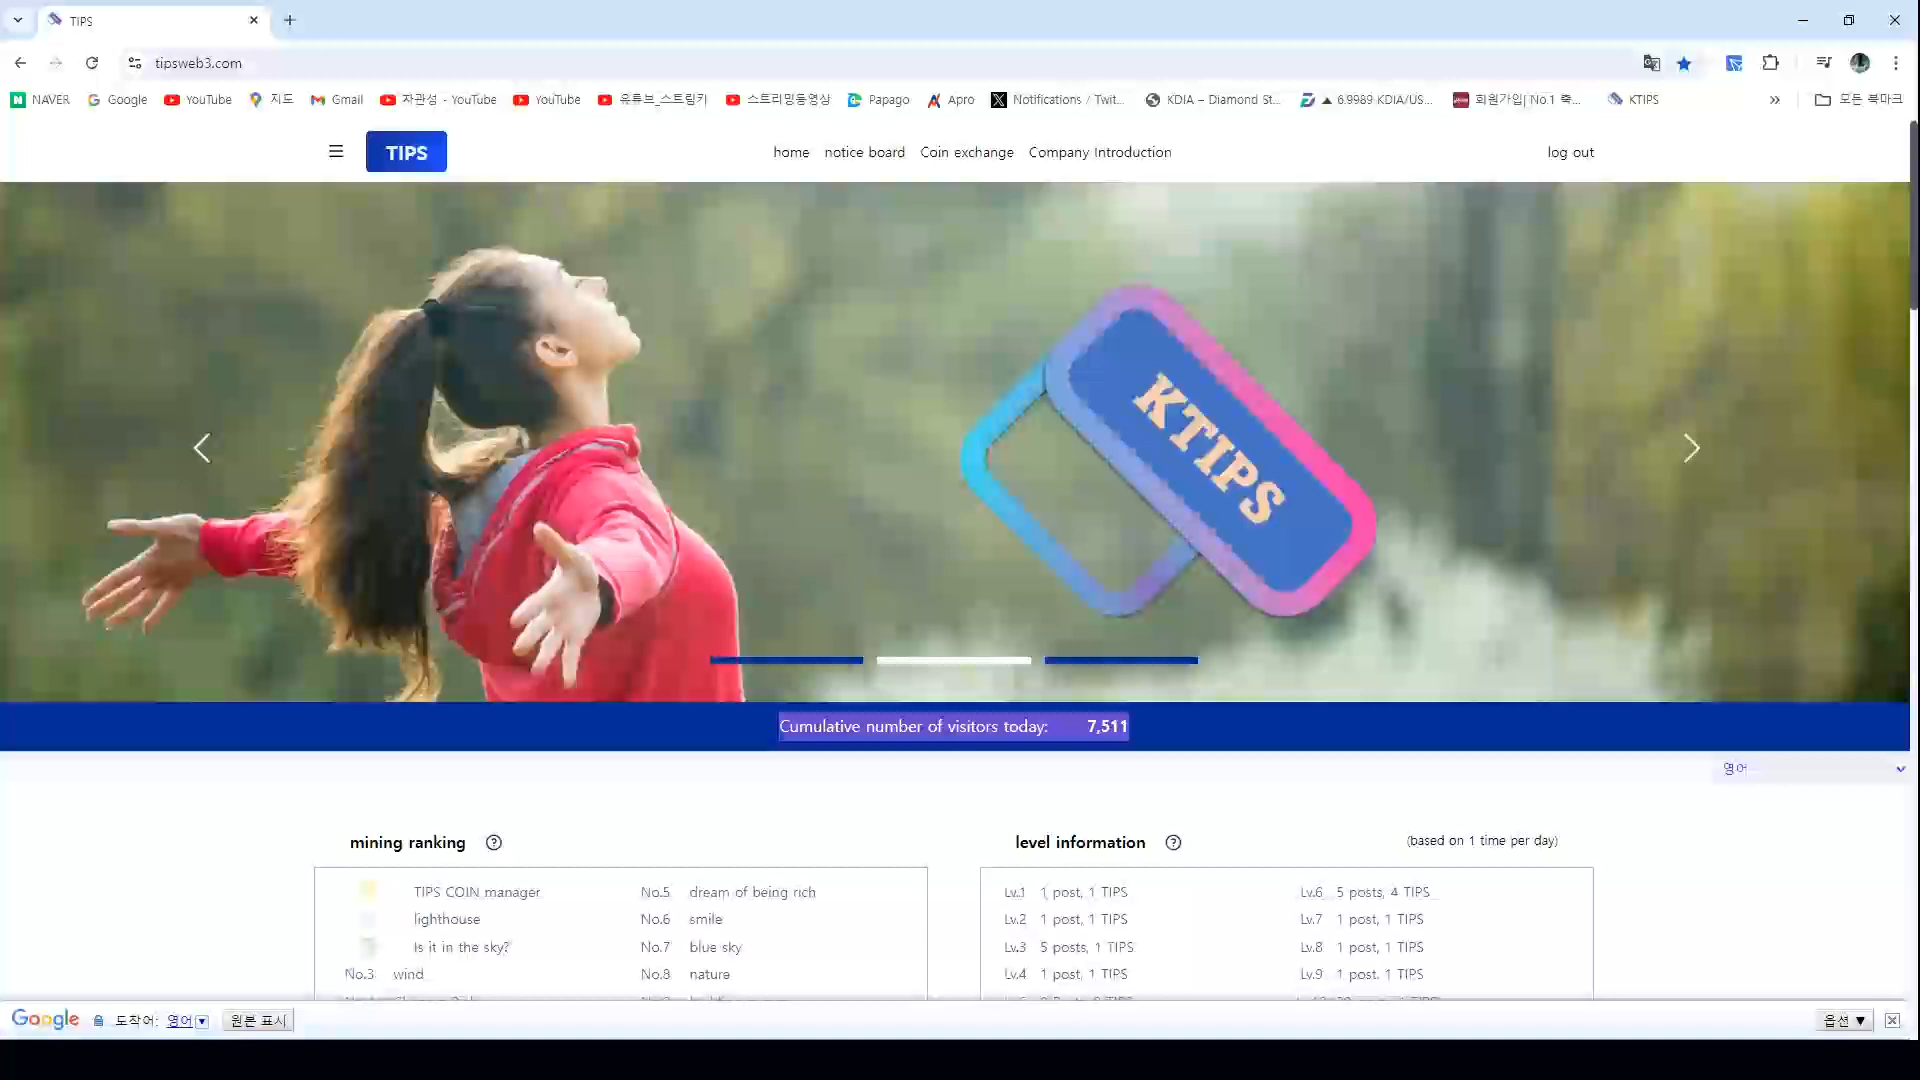 TIPS
tipsweb3.com
NAVER Google YouTube 지도 Gmail 자관성 - YouTube YouTube 유튜브_스트림키 스트리밍동영상 Papago Apro Notifications / Twit... KDIA – Diamond St... ▲ 6.9989 KDIA/US... 회원가입| No.1 즉... KTIPS » 모든 북마크
TIPS home notice board Coin exchange Company Introduction log out
KTIPS
Cumulative number of visitors today: 7,511
영어
mining ranking
level information (based on 1 time per day)
TIPS COIN manager No.5 dream of being rich
lighthouse No.6 smile
Is it in the sky? No.7 blue sky
No.3 wind No.8 nature
Lv.1 1 post, 1 TIPS Lv.6 5 posts, 4 TIPS
Lv.2 1 post, 1 TIPS Lv.7 1 post, 1 TIPS
Lv.3 5 posts, 1 TIPS Lv.8 1 post, 1 TIPS
Lv.4 1 post, 1 TIPS Lv.9 1 post. 1 TIPS
Google 도착어: 영어 원본 표시 옵션 ▼